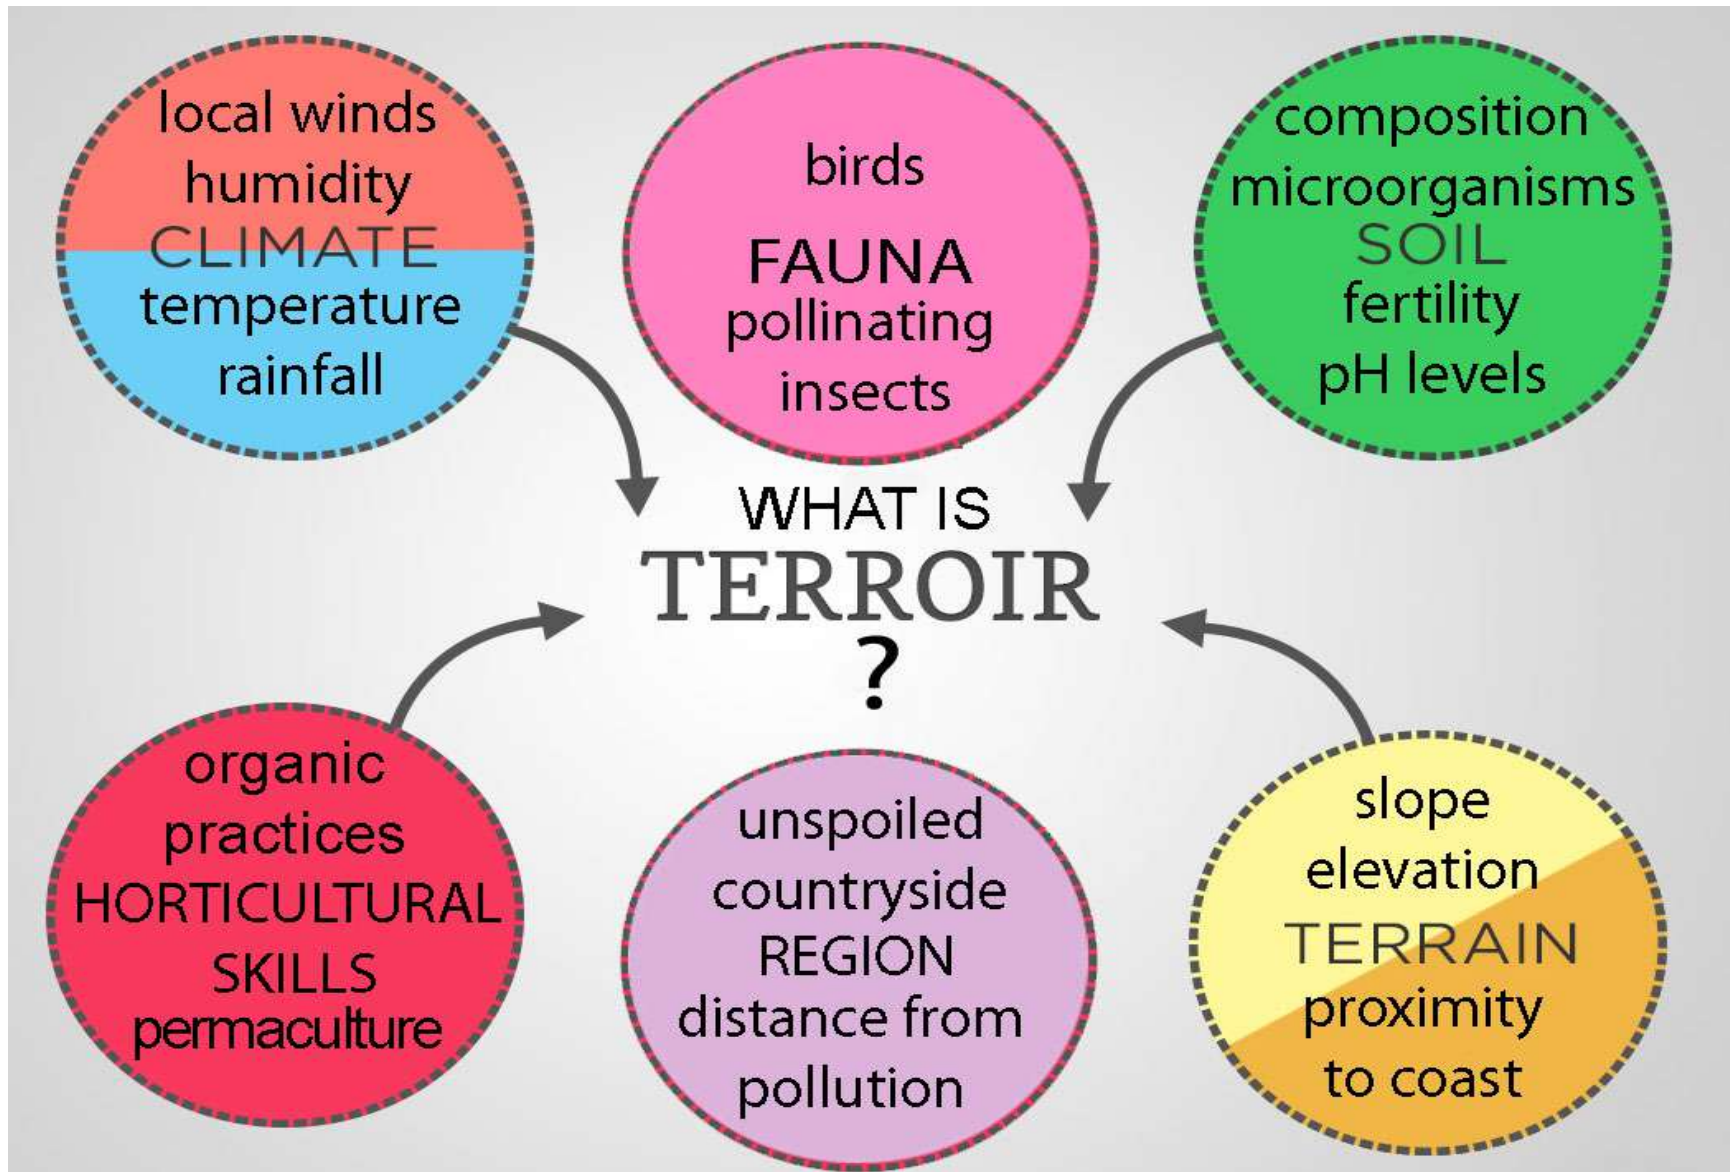 local winds
humidity
CLIMATE
temperature
rainfall
birds
FAUNA
pollinating
insects
composition
microorganisms
SOIL
fertility
pH levels
WHAT IS
TERROIR
?
organic
practices
HORTICULTURAL
SKILLS
permaculture
unspoiled
countryside
REGION
distance from
pollution
slope
elevation
TERRAIN
proximity
to coast